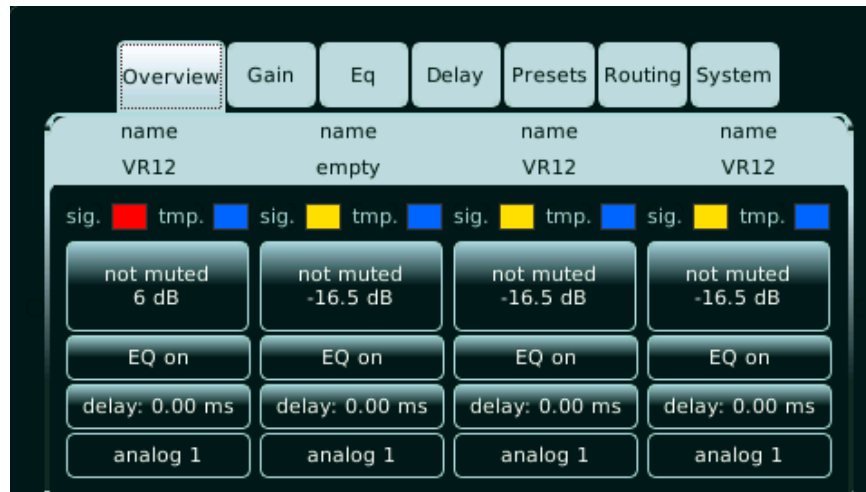 Overview Gain Eq Delay Presets Routing System
name name name name
VR12 empty VR12 VR12
sig. tmp. sig. tmp. sig. tmp. sig. tmp.
not muted not muted not muted not muted
6 dB -16.5 dB -16.5 dB -16.5 dB
EQ on EQ on EQ on EQ on
delay: 0.00 ms delay: 0.00 ms delay: 0.00 ms delay: 0.00 ms
analog 1 analog 1 analog 1 analog 1